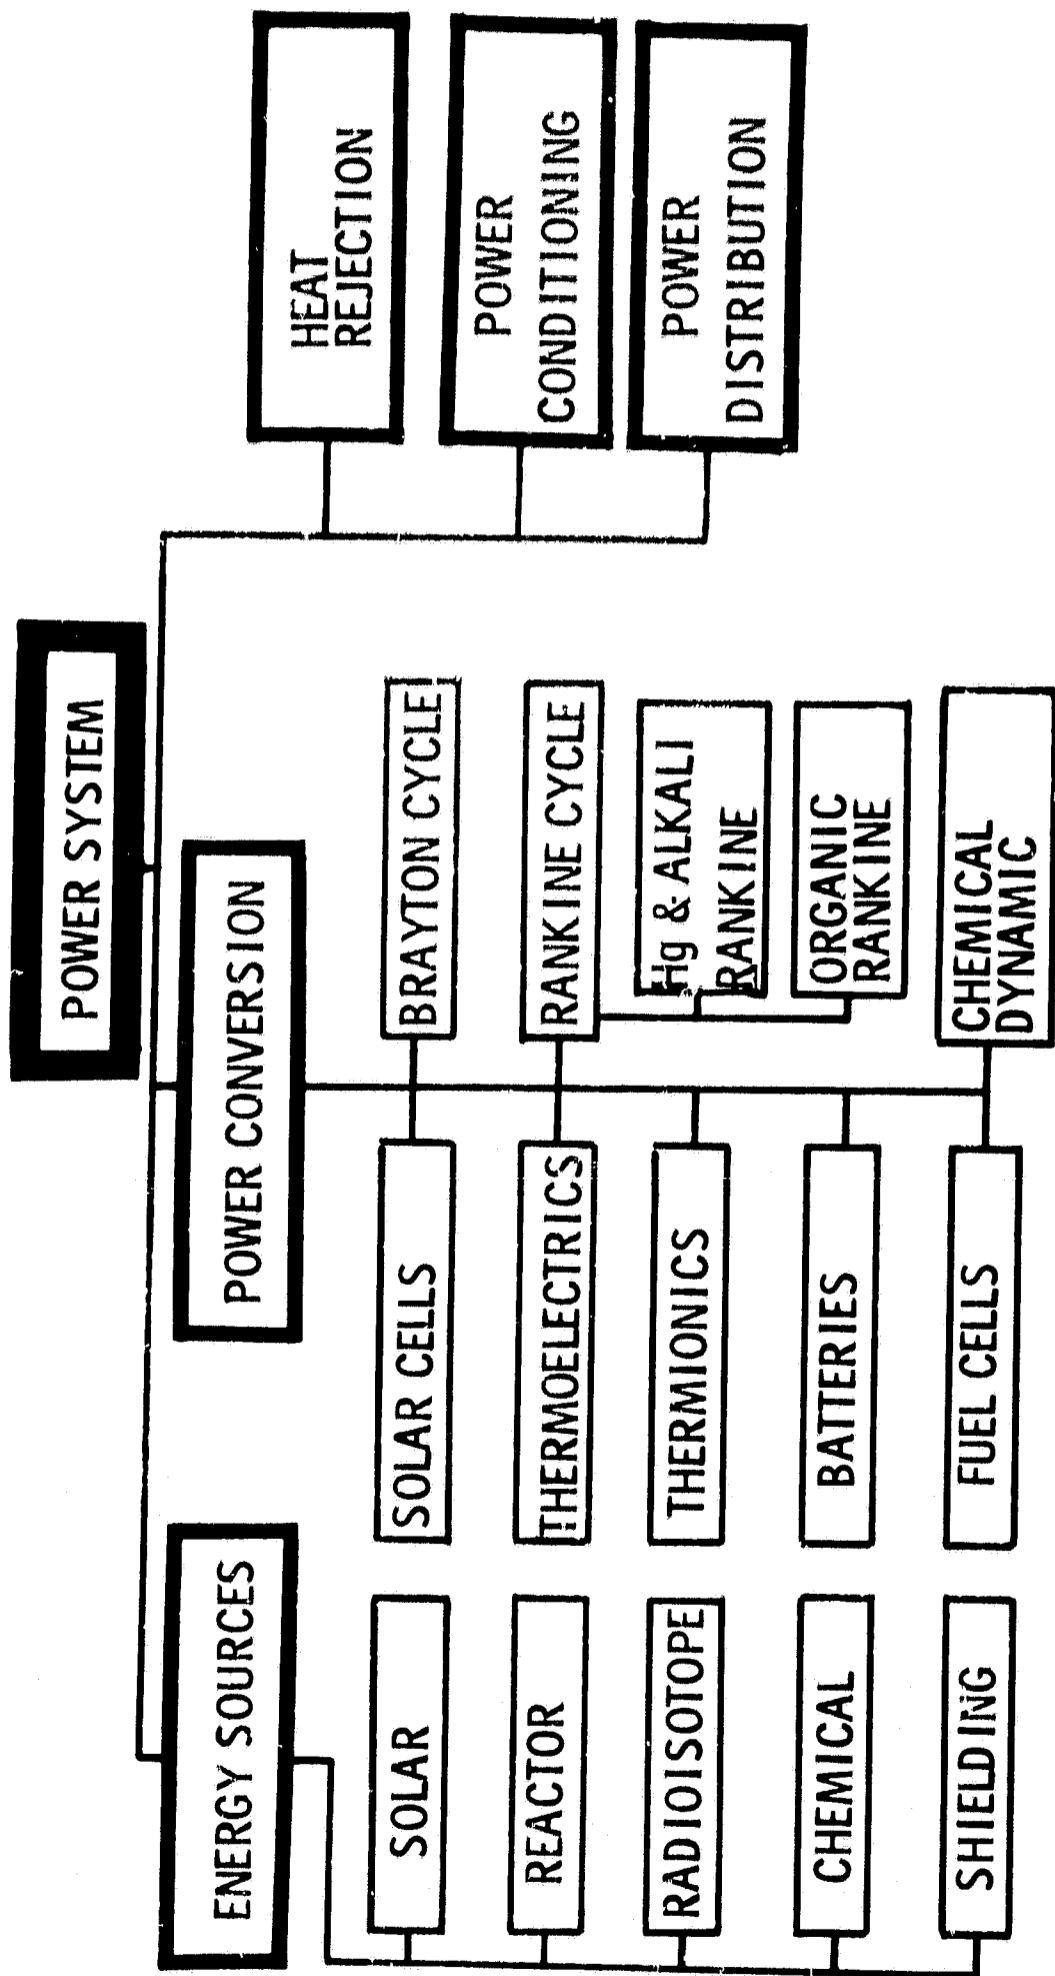 POWER SYSTEM
ENERGY SOURCES
SOLAR
REACTOR
RADIOISOTOPE
CHEMICAL
SHIELDING
POWER CONVERSION
SOLAR CELLS
THERMOELECTRICS
THERMIONICS
BATTERIES
FUEL CELLS
BRAYTON CYCLE
RANKINE CYCLE
Hg & ALKALI
RANKINE
ORGANIC
RANKINE
CHEMICAL
DYNAMIC
HEAT
REJECTION
POWER
CONDITIONING
POWER
DISTRIBUTION